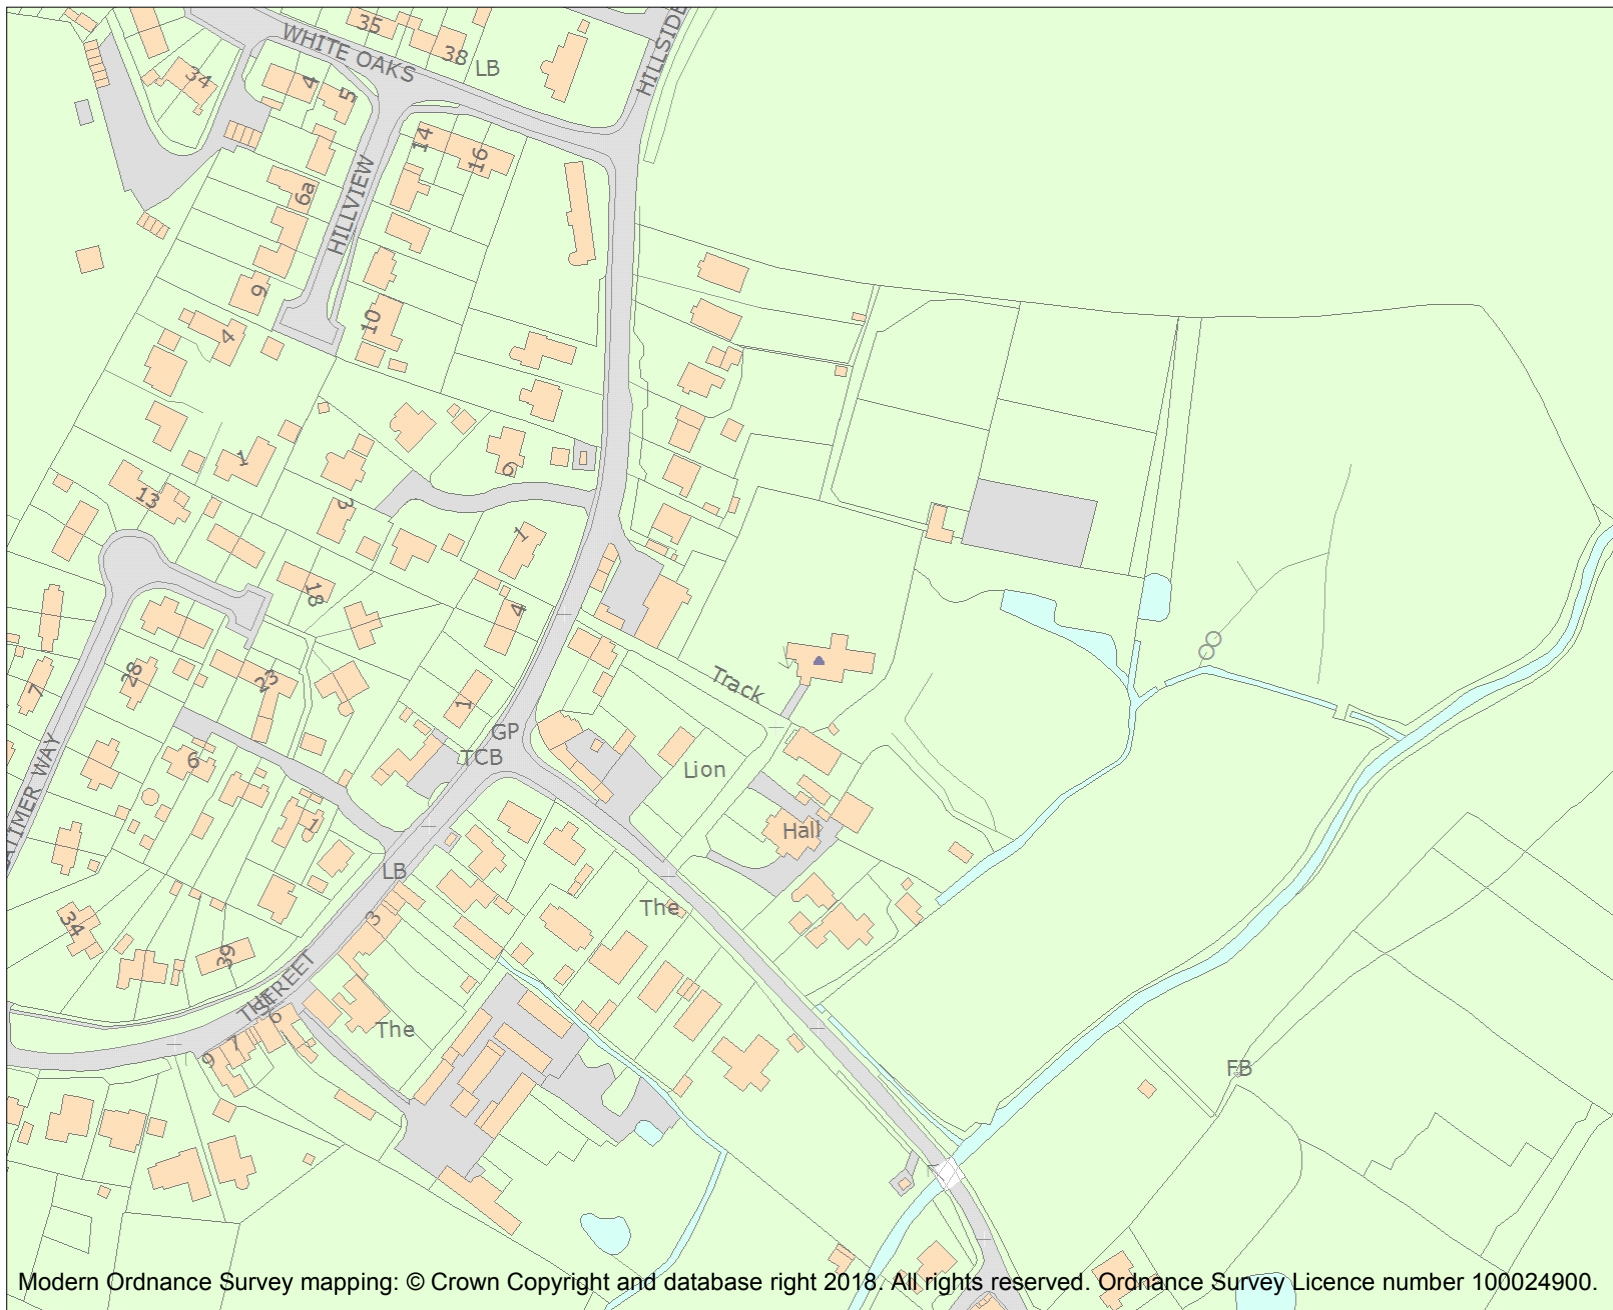 35
38
LB
WHITE OAKS
HILLSIDE
34
4
5
14
16
6a
HILLVIEW
9
10
4
1
6
13
3
1
18
4
28
23
7
Track
1
GP
TCB
6
Lion
LATIMER WAY
1
Hall
LB
The
3
34
39
THE STREET
6
The
7
9
FB
Modern Ordnance Survey mapping: © Crown Copyright and database right 2018. All rights reserved. Ordnance Survey Licence number 100024900.